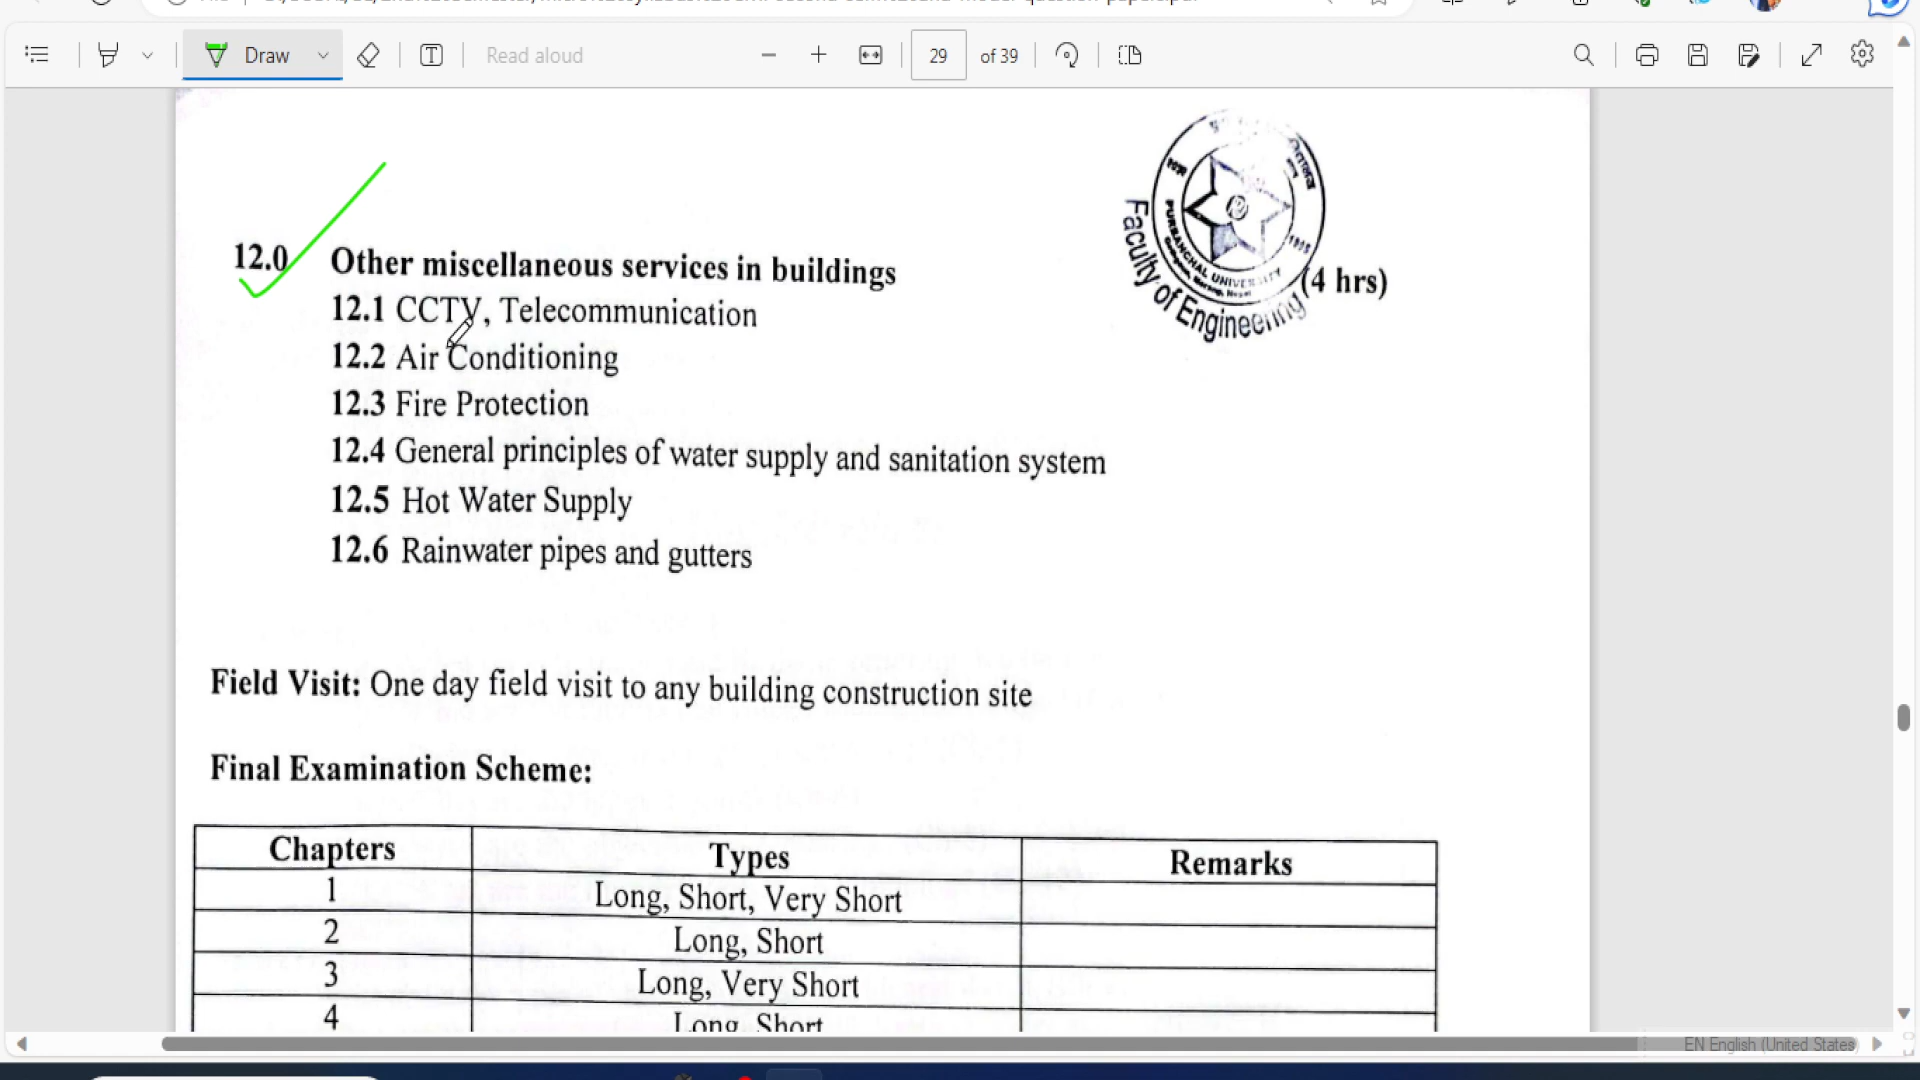 Draw
Read aloud
29
of 39
PURBANCHAL UNIVERSITY
Faculty of Engineering
12.0 Other miscellaneous services in buildings (4 hrs)
12.1 CCTV, Telecommunication
12.2 Air Conditioning
12.3 Fire Protection
12.4 General principles of water supply and sanitation system
12.5 Hot Water Supply
12.6 Rainwater pipes and gutters
Field Visit: One day field visit to any building construction site
Final Examination Scheme:
Chapters Types Remarks
1 Long, Short, Very Short
2 Long, Short
3 Long, Very Short
4 Long, Short
EN English (United States)